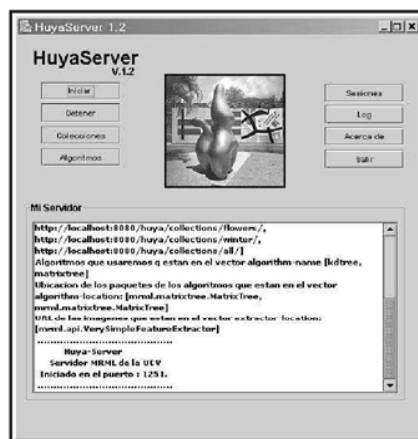 HuyaServer 1.2
HuyaServer
V.1.2
Iniciar
Detener
Colecciones
Algoritmos
Sesiones
Log
Acerca de
Salir
Mi Servidor
http://localhost:8080/huya/collections/flowers/,
http://localhost:8080/huya/collections/winter/,
http://localhost:8080/huya/collections/all/]
Algoritmos que usaremos q estan en el vector algorithm-name [kdtree,
matrixtree]
Ubicacion de los paquetes de los algoritmos que estan en el vector
algorithm-location: [mrml.matrixtree.MatrixTree,
mrml.matrixtree.MatrixTree]
URL de las imagenes que estan en el vector extractor-location:
[mrml.api.VerySimpleFeatureExtractor]
........................................
Huya-Server
Servidor MRML de la UCV
Iniciado en el puerto : 1251.
........................................